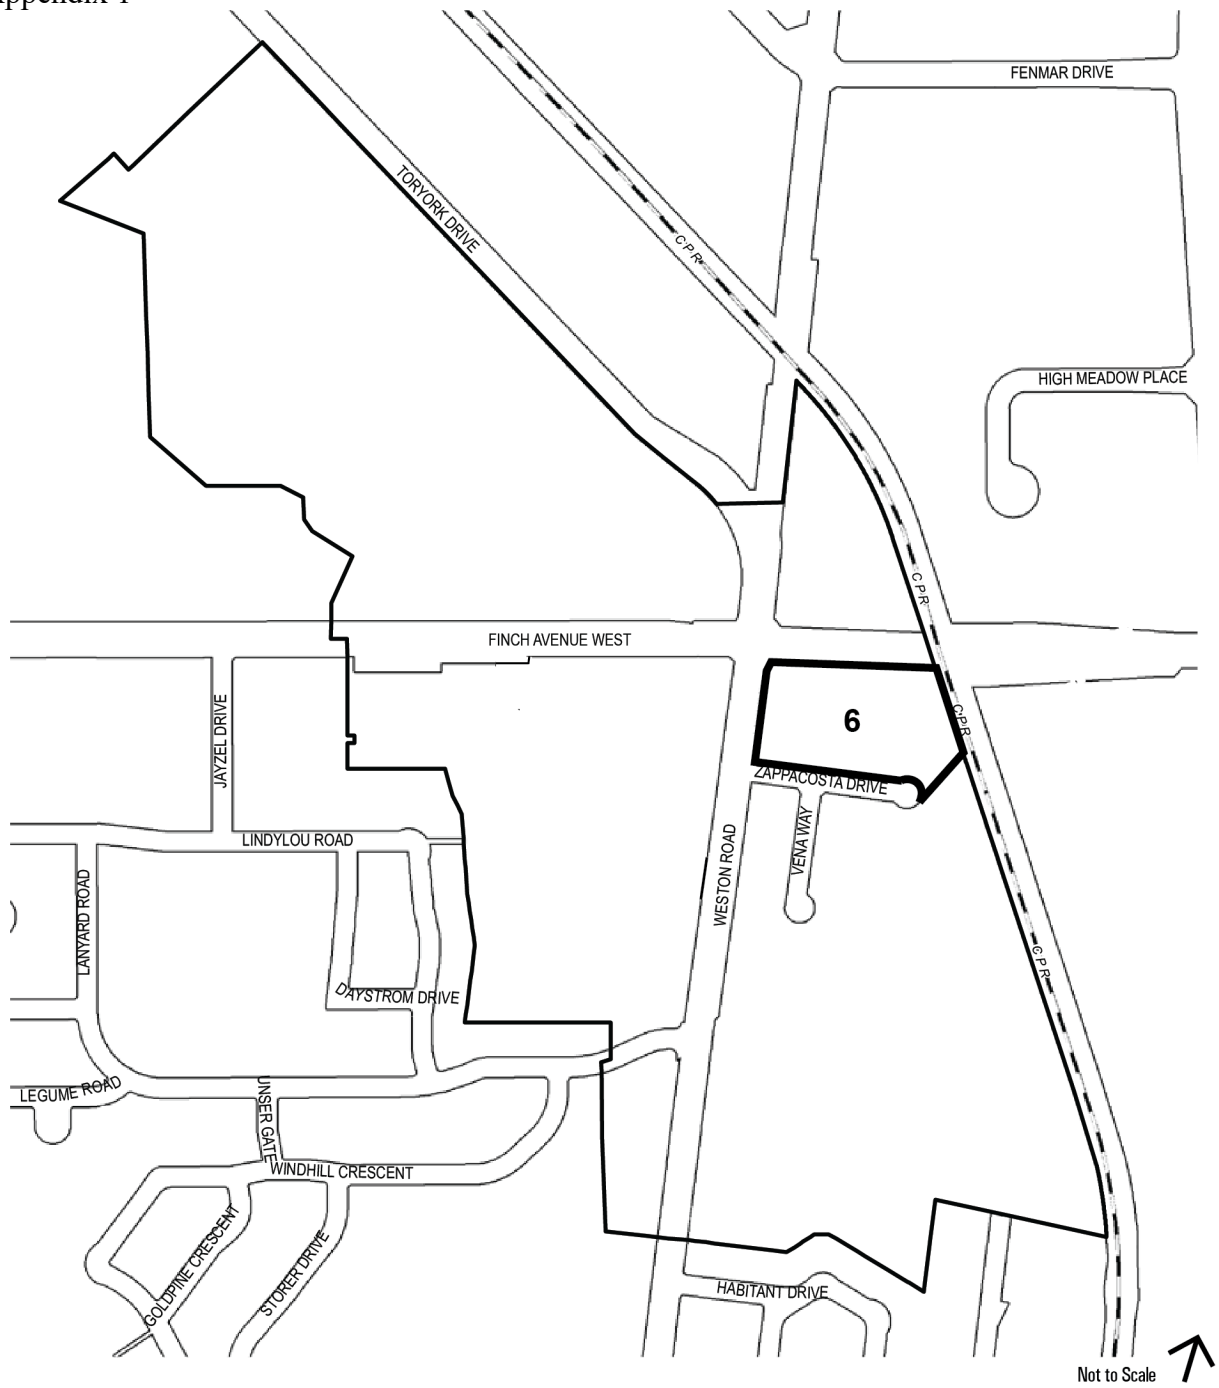 Appendix 1
FENMAR DRIVE
TORYORK DRIVE
C P R
HIGH MEADOW PLACE
C P R
FINCH AVENUE WEST
JAYZEL DRIVE
6
C P R
ZAPPACOSTA DRIVE
LINDYLOU ROAD
VENA WAY
WESTON ROAD
LANYARD ROAD
C P R
DAYSTROM DRIVE
LEGUME ROAD
UNSER GATE
WINDHILL CRESCENT
GOLDPINE CRESCENT
STORER DRIVE
HABITANT DRIVE
Not to Scale